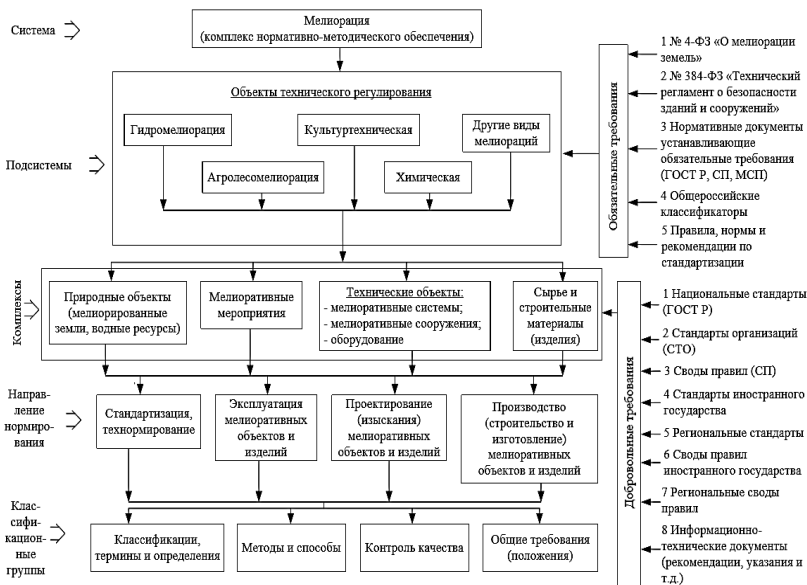 Система
Мелиорация
(комплекс нормативно-методического обеспечения)
Подсистемы
Объекты технического регулирования
Гидромелиорация
Культуртехническая
Другие виды
мелиораций
Агролесомелиорация
Химическая
Обязательные требования
1 № 4-ФЗ «О мелиорации
земель»
2 № 384-ФЗ «Технический
регламент о безопасности
зданий и сооружений»
3 Нормативные документы
устанавливающие
обязательные требования
(ГОСТ Р, СП, МСП)
4 Общероссийские
классификаторы
5 Правила, нормы и
рекомендации по
стандартизации
Комплексы
Природные объекты
(мелиорированные
земли, водные ресурсы)
Мелиоративные
мероприятия
Технические объекты:
- мелиоративные системы;
- мелиоративные сооружения;
- оборудование
Сырье и
строительные
материалы
(изделия)
Направ-
ление
нормиро-
вания
Стандартизация,
технормирование
Эксплуатация
мелиоративных
объектов и
изделий
Проектирование
(изыскания)
мелиоративных
объектов и изделий
Производство
(строительство и
изготовление)
мелиоративных
объектов и изделий
Клас-
сифи-
кацион-
ные
группы
Классификации,
термины и определения
Методы и способы
Контроль качества
Общие требования
(положения)
Добровольные требования
1 Национальные стандарты
(ГОСТ Р)
2 Стандарты организаций
(СТО)
3 Своды правил (СП)
4 Стандарты иностранного
государства
5 Региональные стандарты
6 Своды правил
иностранного государства
7 Региональные своды
правил
8 Информационно-
технические документы
(рекомендации, указания и
т.д.)